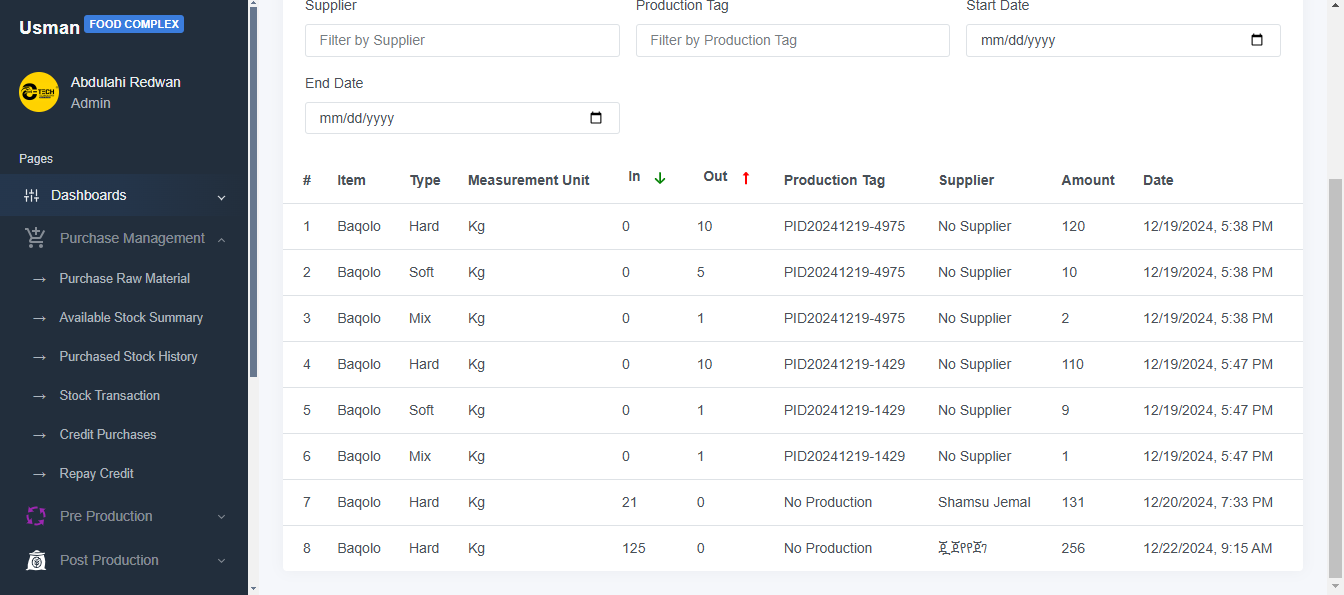 Usman FOOD COMPLEX
Abdulahi Redwan
Admin
Pages
Dashboards
Purchase Management
→ Purchase Raw Material
→ Available Stock Summary
→ Purchased Stock History
→ Stock Transaction
→ Credit Purchases
→ Repay Credit
Pre Production
Post Production
Supplier Production Tag Start Date
Filter by Supplier Filter by Production Tag mm/dd/yyyy
End Date
mm/dd/yyyy
# Item Type Measurement Unit In ↓ Out ↑ Production Tag Supplier Amount Date
1 Baqolo Hard Kg 0 10 PID20241219-4975 No Supplier 120 12/19/2024, 5:38 PM
2 Baqolo Soft Kg 0 5 PID20241219-4975 No Supplier 10 12/19/2024, 5:38 PM
3 Baqolo Mix Kg 0 1 PID20241219-4975 No Supplier 2 12/19/2024, 5:38 PM
4 Baqolo Hard Kg 0 10 PID20241219-1429 No Supplier 110 12/19/2024, 5:47 PM
5 Baqolo Soft Kg 0 1 PID20241219-1429 No Supplier 9 12/19/2024, 5:47 PM
6 Baqolo Mix Kg 0 1 PID20241219-1429 No Supplier 1 12/19/2024, 5:47 PM
7 Baqolo Hard Kg 21 0 No Production Shamsu Jemal 131 12/20/2024, 7:33 PM
8 Baqolo Hard Kg 125 0 No Production 256 12/22/2024, 9:15 AM